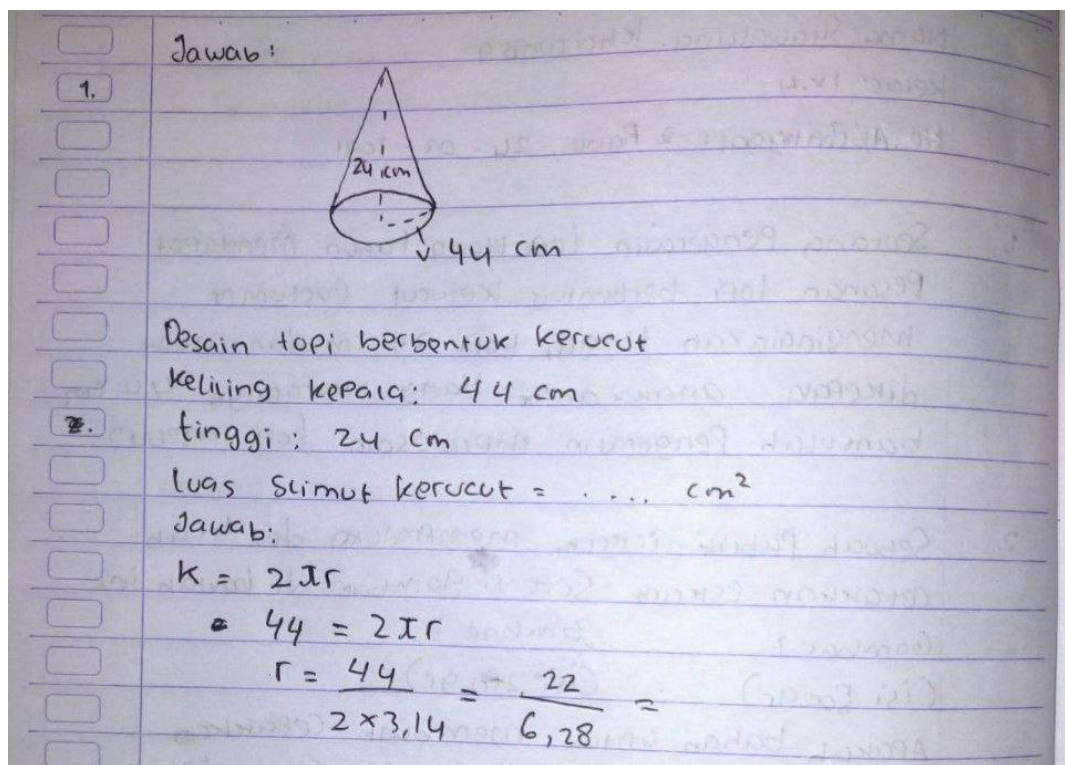 Jawab:
1.
24 cm
44 cm
Desain topi berbentuk kerucut
Keliling kepala: 44 cm
2.
tinggi: 24 cm
luas Slimut kerucut = .... cm²
Jawab:
K = 2πr
44 = 2πr
r = 44 / 2 × 3,14 = 22 / 6,28 =